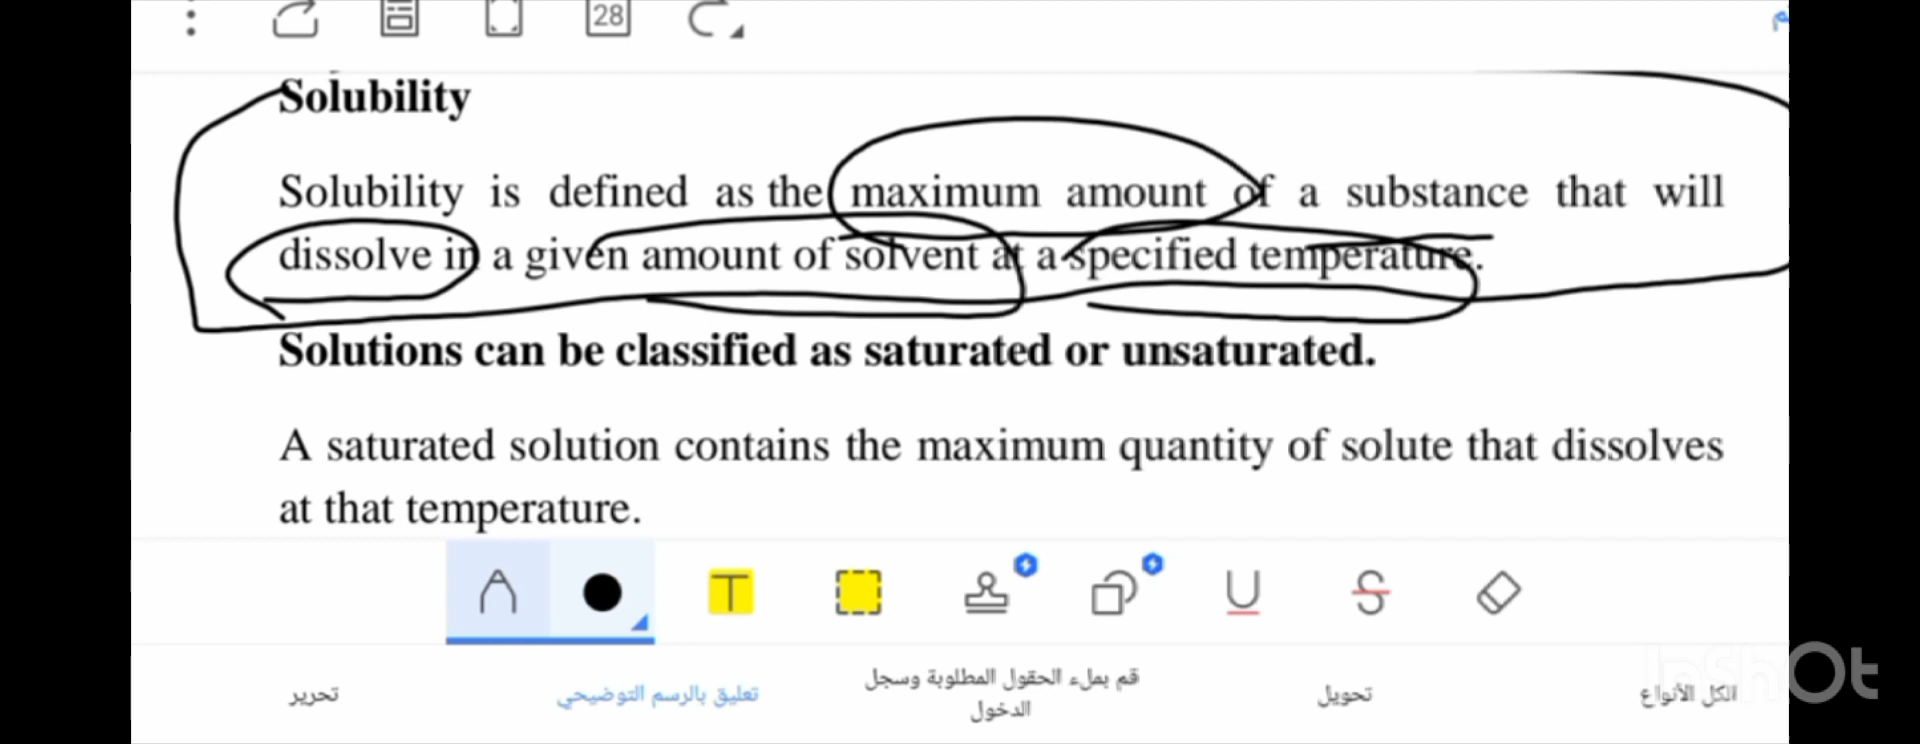 28
Solubility
Solubility is defined as the maximum amount of a substance that will
dissolve in a given amount of solvent at a specified temperature.
Solutions can be classified as saturated or unsaturated.
A saturated solution contains the maximum quantity of solute that dissolves
at that temperature.
T
U
S
الكل الأنواع
تحويل
قم بملء الحقول المطلوبة وسجل
الدخول
تعليق بالرسم التوضيحي
تحرير
InShOt